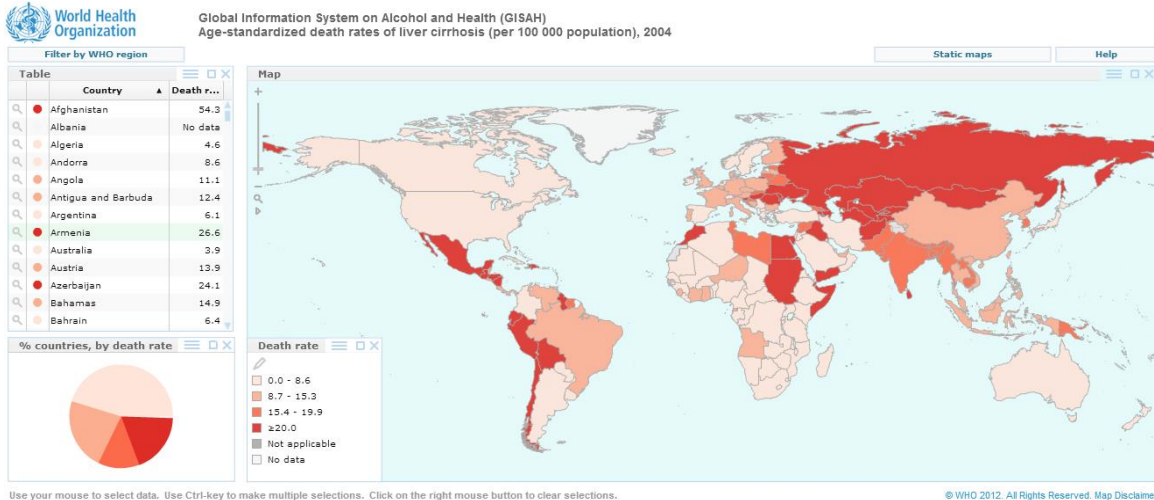 World Health
Organization
Global Information System on Alcohol and Health (GISAH)
Age-standardized death rates of liver cirrhosis (per 100 000 population), 2004
Filter by WHO region
Static maps
Help
Table
Country ▲ Death r...
Afghanistan 54.3
Albania No data
Algeria 4.6
Andorra 8.6
Angola 11.1
Antigua and Barbuda 12.4
Argentina 6.1
Armenia 26.6
Australia 3.9
Austria 13.9
Azerbaijan 24.1
Bahamas 14.9
Bahrain 6.4
Map
% countries, by death rate
Death rate
0.0 - 8.6
8.7 - 15.3
15.4 - 19.9
≥20.0
Not applicable
No data
Use your mouse to select data. Use Ctrl-key to make multiple selections. Click on the right mouse button to clear selections.
© WHO 2012. All Rights Reserved. Map Disclaime